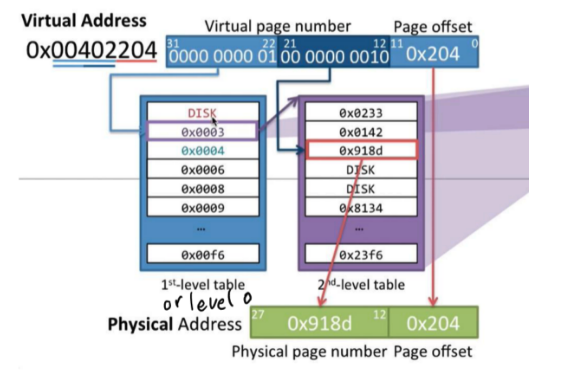 Virtual Address
Virtual page number
Page offset
0x00402204
31
22
21
12
11
0
0000 0000 01
00 0000 0010
0x204
DISK
0x0003
0x0004
0x0006
0x0008
0x0009
...
0x00f6
0x0233
0x0142
0x918d
DISK
DISK
0x8134
...
0x23f6
1st-level table
2nd-level table
or level 0
Physical Address
27
12
0x918d
0x204
Physical page number
Page offset